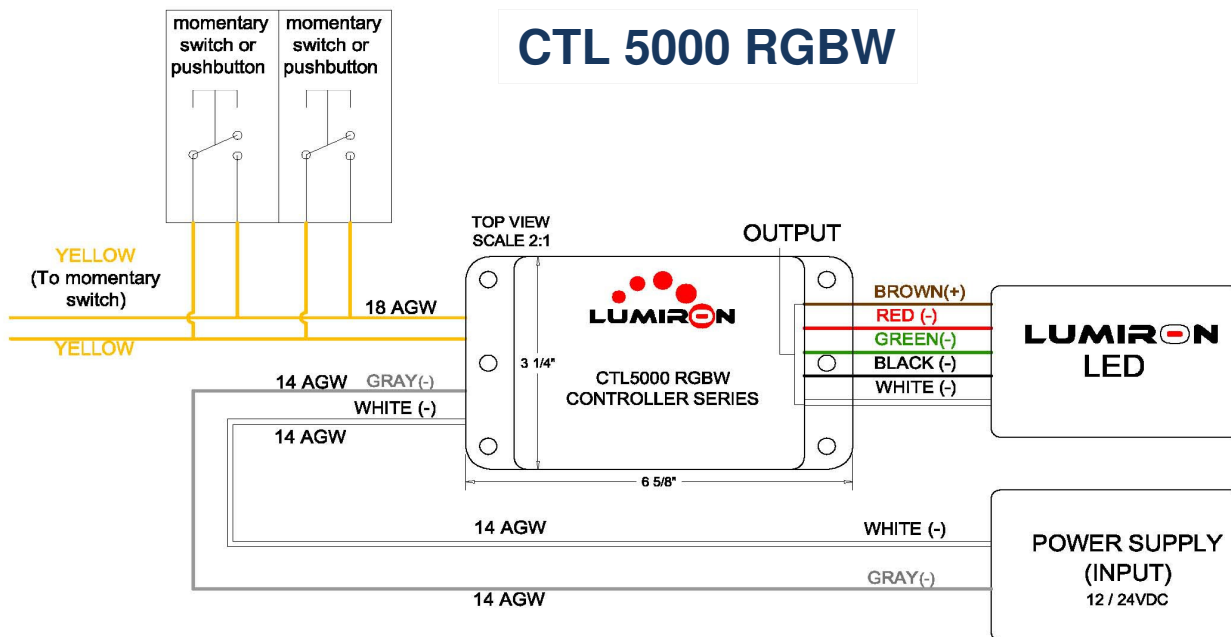 CTL 5000 RGBW
momentary
switch or
pushbutton
momentary
switch or
pushbutton
YELLOW
(To momentary
switch)
18 AGW
YELLOW
TOP VIEW
SCALE 2:1
OUTPUT
LUMIRON
3 1/4"
CTL5000 RGBW
CONTROLLER SERIES
6 5/8"
BROWN(+)
RED (-)
GREEN(-)
BLACK (-)
WHITE (-)
LUMIRON
LED
14 AGW
GRAY(-)
WHITE (-)
14 AGW
14 AGW
WHITE (-)
GRAY(-)
14 AGW
POWER SUPPLY
(INPUT)
12 / 24VDC